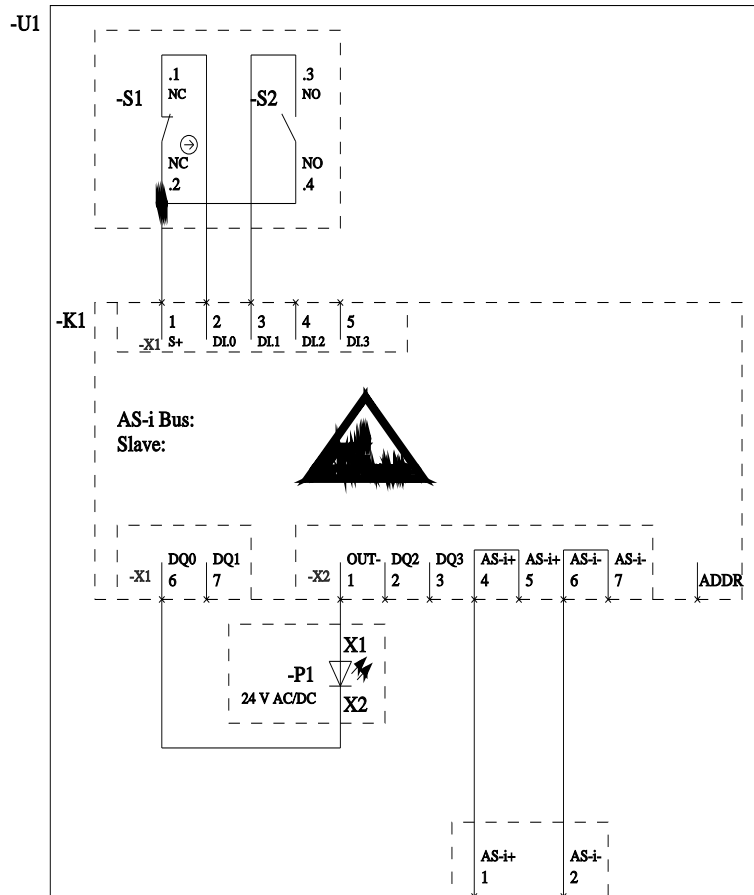 -U1
.1 .3
NC NO
-S1 -S2
NC NO
.2 .4
-K1
1 2 3 4 5
-X1 S+ DI.0 DI.1 DI.2 DI.3
AS-i Bus:
Slave:
DQ0 DQ1 OUT- DQ2 DQ3 AS-i+ AS-i+ AS-i- AS-i-
-X1 6 7 -X2 1 2 3 4 5 6 7 ADDR
X1
-P1
24 V AC/DC X2
AS-i+ AS-i-
1 2